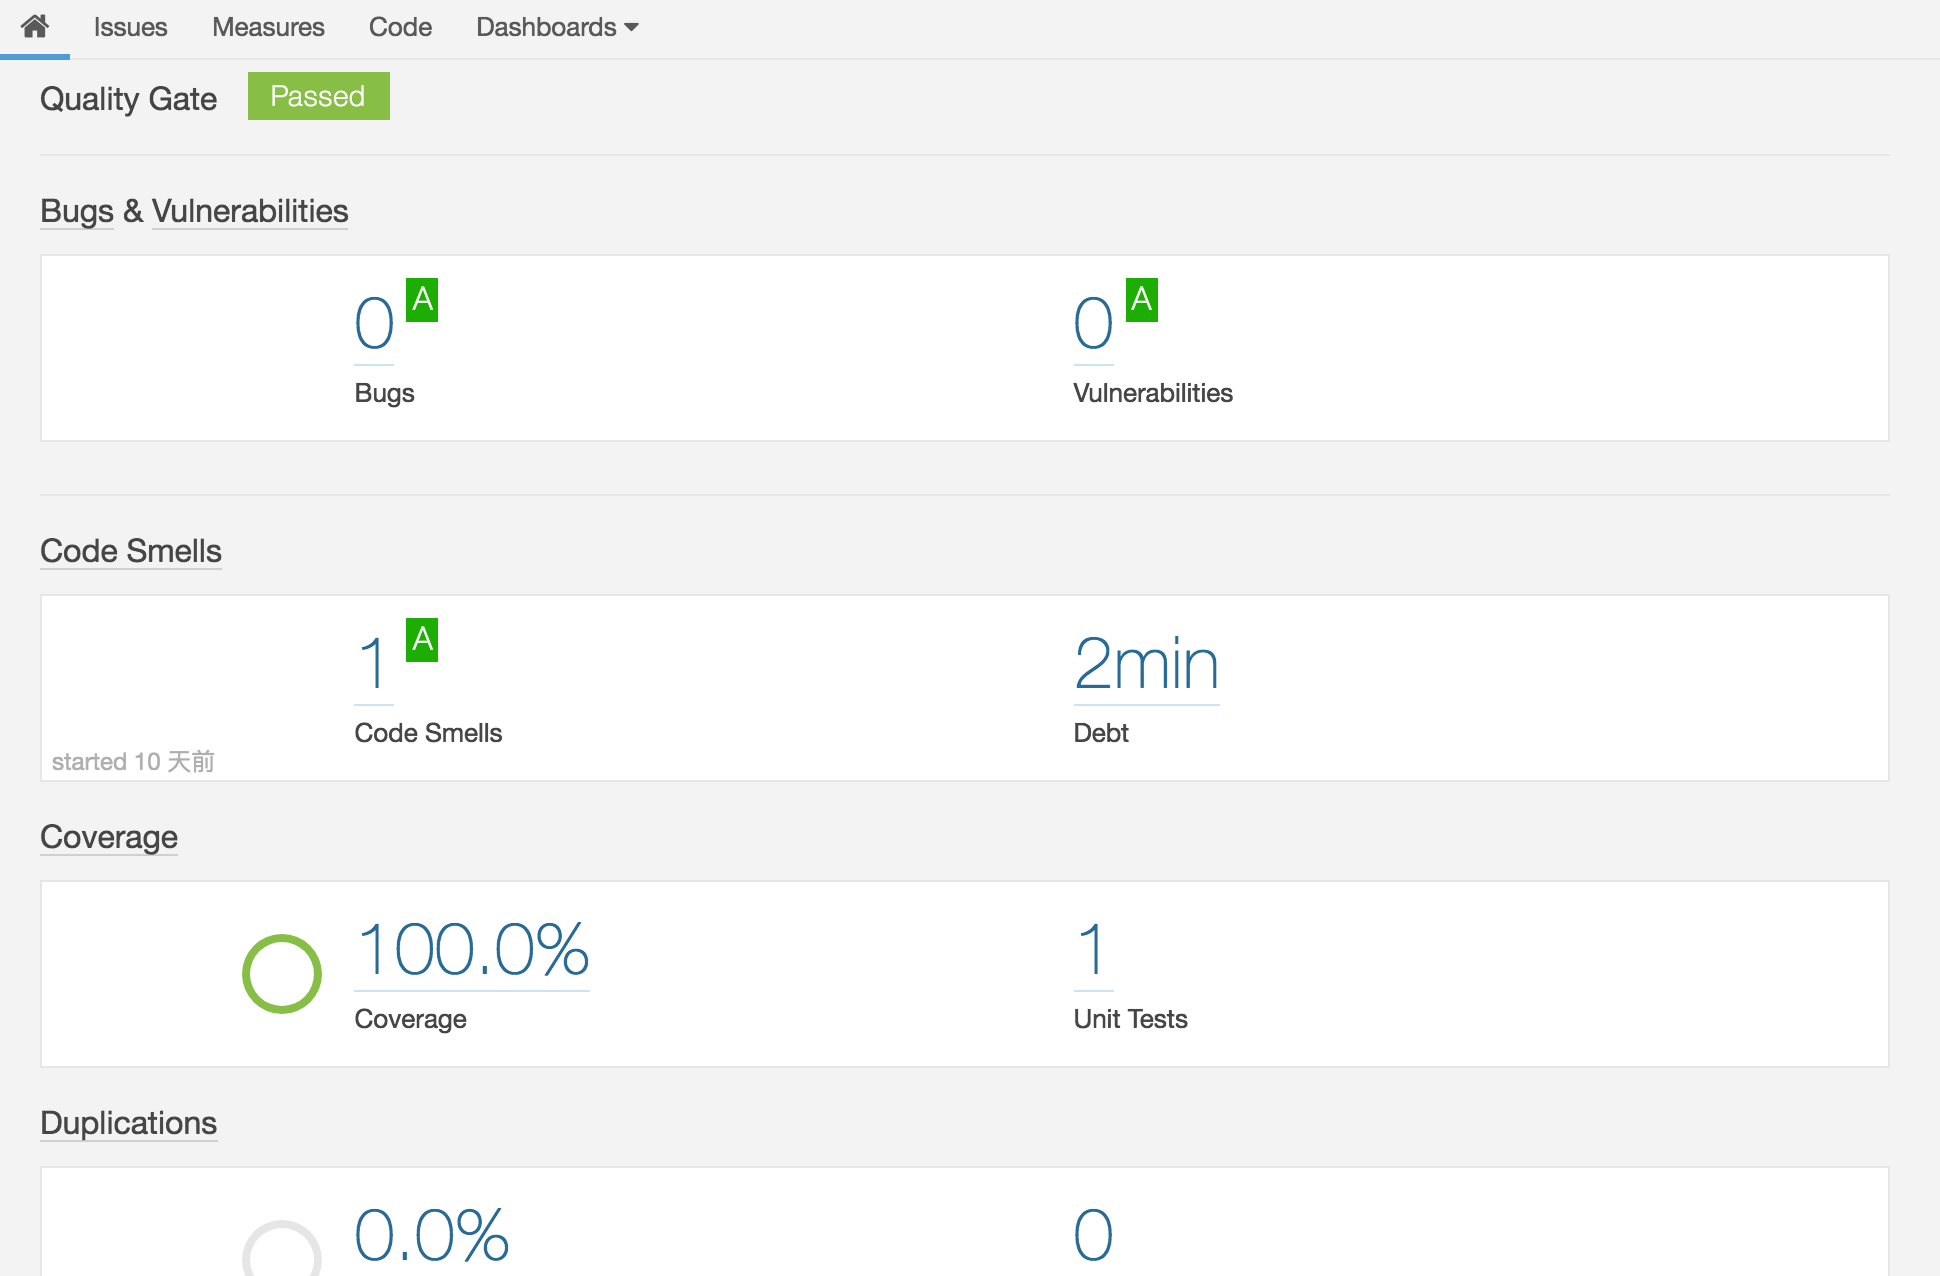 Issues Measures Code Dashboards
Quality Gate Passed
Bugs & Vulnerabilities
0 A 0 A
Bugs Vulnerabilities
Code Smells
1 A 2min
Code Smells Debt
started 10 天前
Coverage
100.0% 1
Coverage Unit Tests
Duplications
0.0% 0